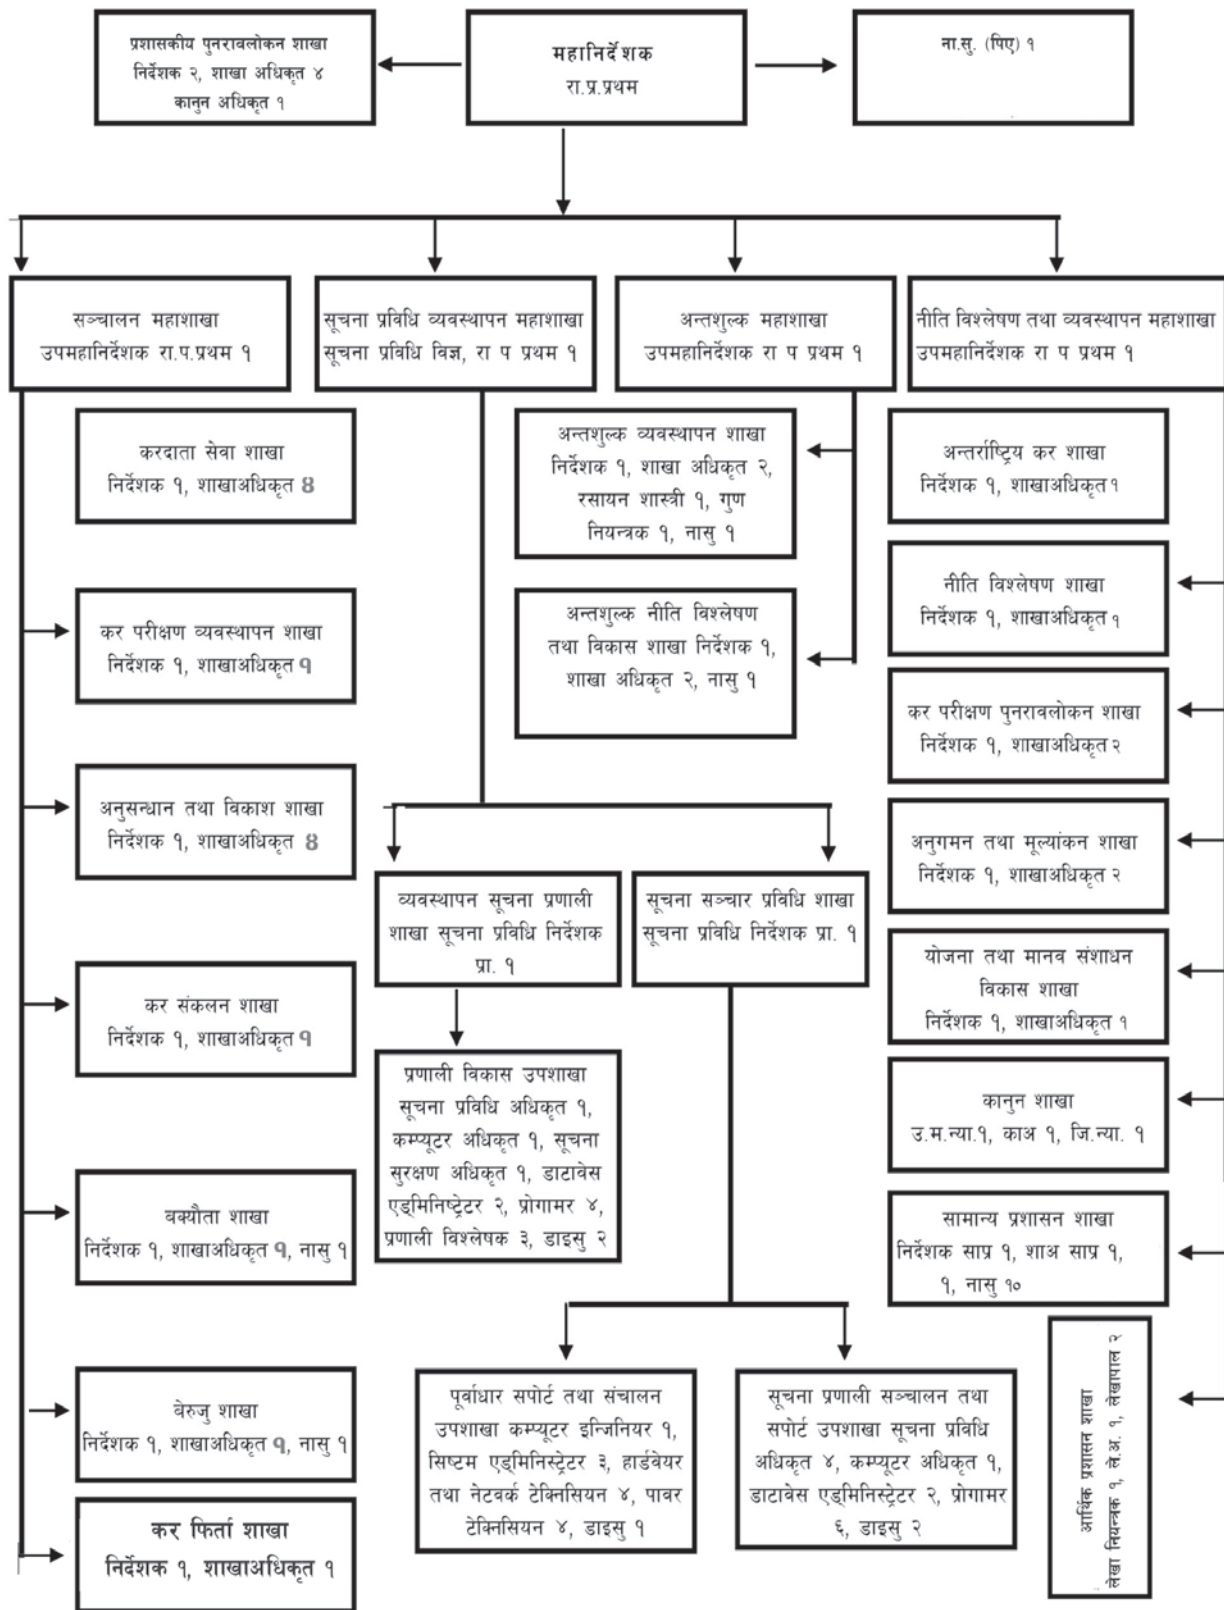 प्रशासकीय पुनरावलोकन शाखा
निर्देशक २, शाखा अधिकृत ४
कानुन अधिकृत १
महानिर्देशक
रा.प्र.प्रथम
ना.सु. (पिए) १
सञ्चालन महाशाखा
उपमहानिर्देशक रा.प.प्रथम १
सूचना प्रविधि व्यवस्थापन महाशाखा
सूचना प्रविधि विज्ञ, रा प प्रथम १
अन्तशुल्क महाशाखा
उपमहानिर्देशक रा प प्रथम १
नीति विश्लेषण तथा व्यवस्थापन महाशाखा
उपमहानिर्देशक रा प प्रथम १
करदाता सेवा शाखा
निर्देशक १, शाखाअधिकृत ४
कर परीक्षण व्यवस्थापन शाखा
निर्देशक १, शाखाअधिकृत १
अनुसन्धान तथा विकाश शाखा
निर्देशक १, शाखाअधिकृत ४
कर संकलन शाखा
निर्देशक १, शाखाअधिकृत १
बक्यौता शाखा
निर्देशक १, शाखाअधिकृत १, नासु १
बेरुजु शाखा
निर्देशक १, शाखाअधिकृत १, नासु १
कर फिर्ता शाखा
निर्देशक १, शाखाअधिकृत १
व्यवस्थापन सूचना प्रणाली
शाखा सूचना प्रविधि निर्देशक
प्रा. १
सूचना सञ्चार प्रविधि शाखा
सूचना प्रविधि निर्देशक प्रा. १
प्रणाली विकास उपशाखा
सूचना प्रविधि अधिकृत १,
कम्प्यूटर अधिकृत १, सूचना
सुरक्षण अधिकृत १, डाटावेस
एड्मिनिष्ट्रेटर २, प्रोगामर ४,
प्रणाली विश्लेषक ३, डाइसु २
पूर्वाधार सपोर्ट तथा संचालन
उपशाखा कम्प्यूटर इन्जिनियर १,
सिष्टम एड्मिनिस्ट्रेटर ३, हार्डवेयर
तथा नेटवर्क टेक्निसियन ४, पावर
टेक्निसियन ४, डाइसु १
सूचना प्रणाली सञ्चालन तथा
सपोर्ट उपशाखा सूचना प्रविधि
अधिकृत ४, कम्प्यूटर अधिकृत १,
डाटावेस एड्मिनिस्ट्रेटर २, प्रोगामर
६, डाइसु २
अन्तशुल्क व्यवस्थापन शाखा
निर्देशक १, शाखा अधिकृत २,
रसायन शास्त्री १, गुण
नियन्त्रक १, नासु १
अन्तशुल्क नीति विश्लेषण
तथा विकास शाखा निर्देशक १,
शाखा अधिकृत २, नासु १
अन्तर्राष्ट्रिय कर शाखा
निर्देशक १, शाखाअधिकृत १
नीति विश्लेषण शाखा
निर्देशक १, शाखाअधिकृत १
कर परीक्षण पुनरावलोकन शाखा
निर्देशक १, शाखाअधिकृत २
अनुगमन तथा मूल्यांकन शाखा
निर्देशक १, शाखाअधिकृत २
योजना तथा मानव संशाधन
विकास शाखा
निर्देशक १, शाखाअधिकृत १
कानुन शाखा
उ.म.न्या.१, काअ १, जि.न्या. १
सामान्य प्रशासन शाखा
निर्देशक साप्र १, शाअ साप्र १,
१, नासु १०
आर्थिक प्रशासन शाखा
लेखा नियन्त्रक १, ले.अ. १, लेखापाल २